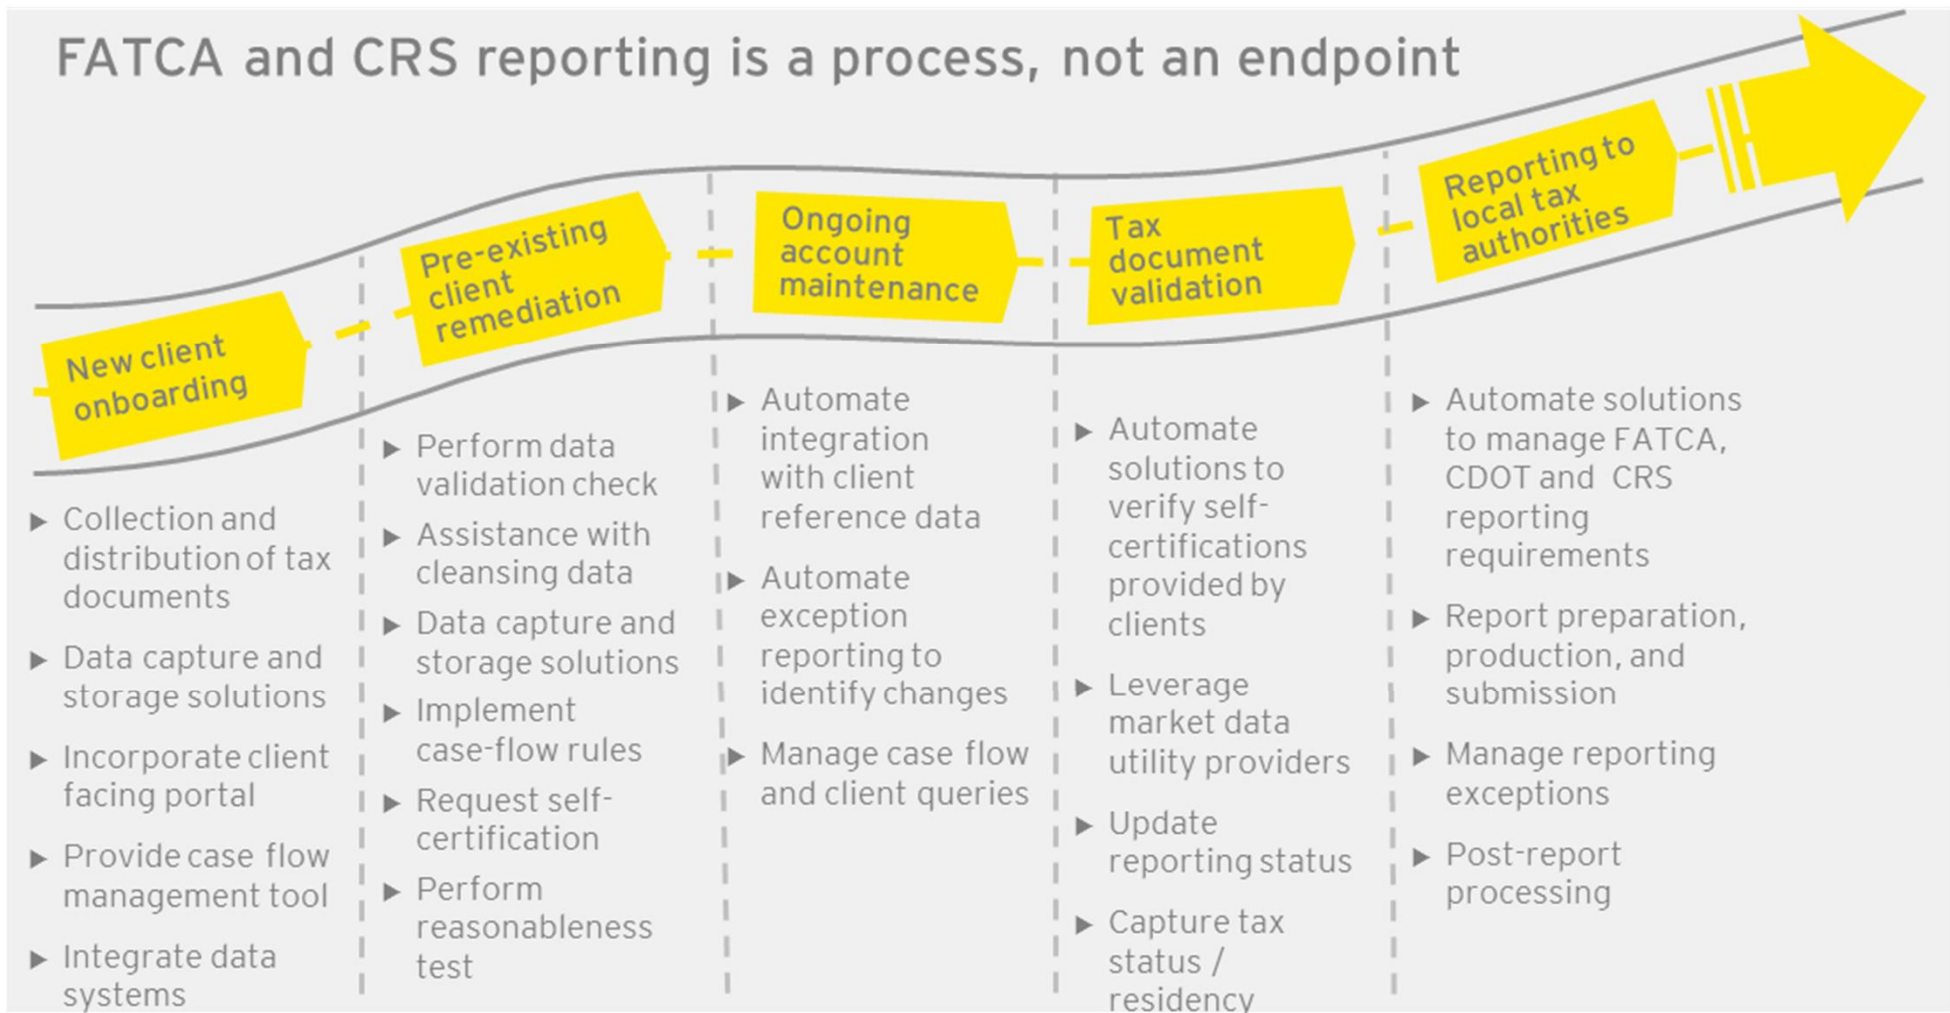 FATCA and CRS reporting is a process, not an endpoint
New client
onboarding
Collection and
distribution of tax
documents
Data capture and
storage solutions
Incorporate client
facing portal
Provide case flow
management tool
Integrate data
systems
Pre-existing
client
remediation
Perform data
validation check
Assistance with
cleansing data
Data capture and
storage solutions
Implement
case-flow rules
Request self-
certification
Perform
reasonableness
test
Ongoing
account
maintenance
Automate
integration
with client
reference data
Automate
exception
reporting to
identify changes
Manage case flow
and client queries
Tax
document
validation
Automate
solutions to
verify self-
certifications
provided by
clients
Leverage
market data
utility providers
Update
reporting status
Capture tax
status /
residency
Reporting to
local tax
authorities
Automate solutions
to manage FATCA,
CDOT and CRS
reporting
requirements
Report preparation,
production, and
submission
Manage reporting
exceptions
Post-report
processing